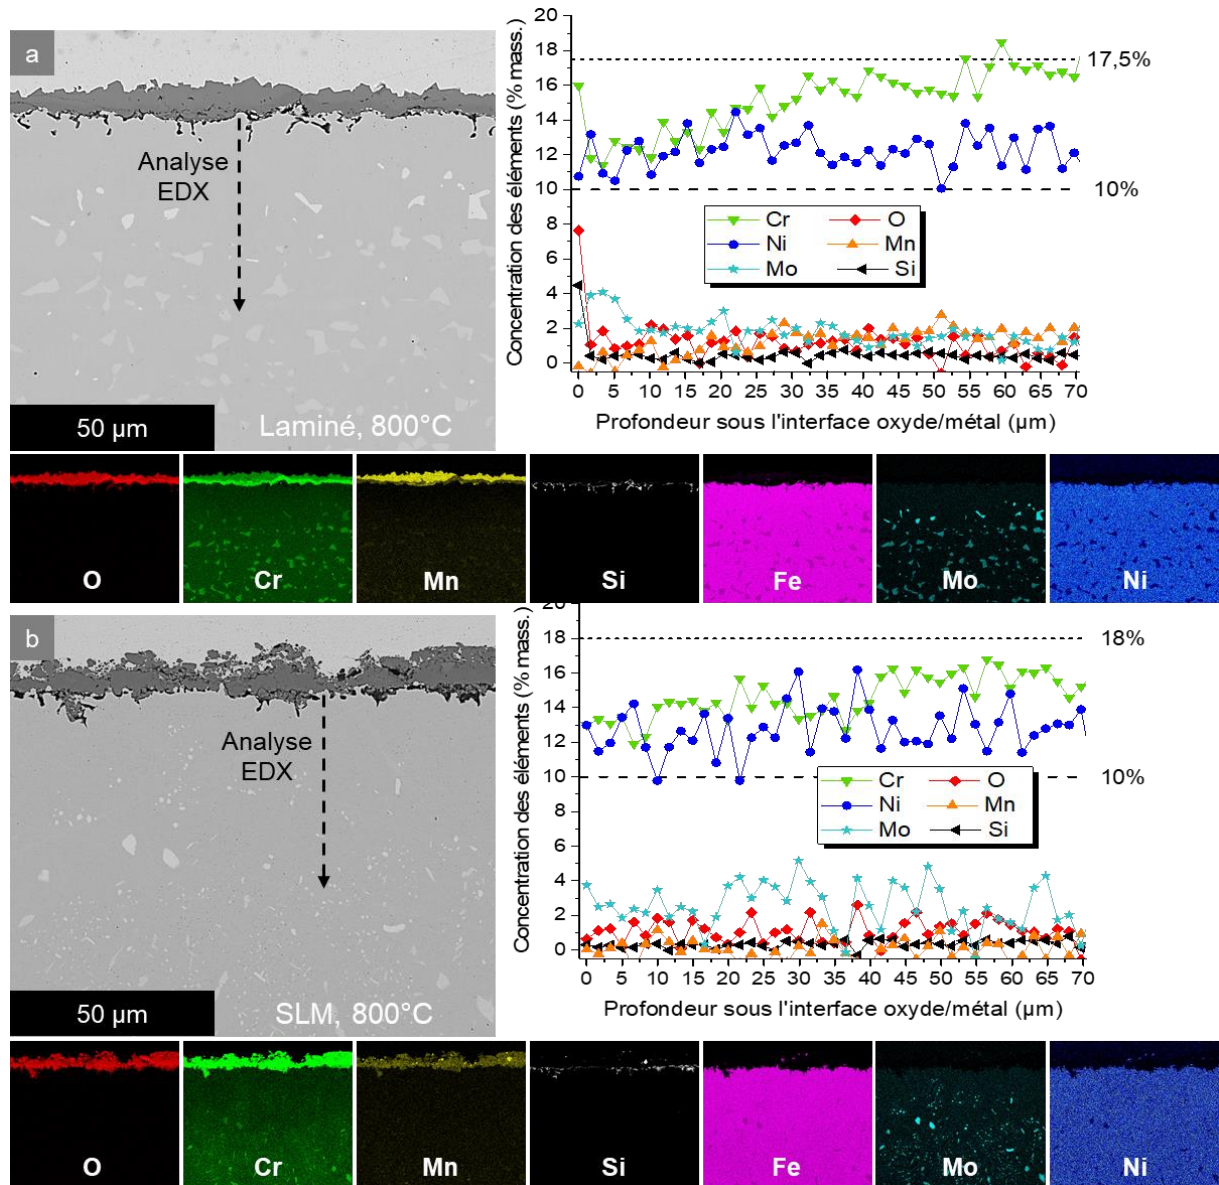 a
Analyse
EDX
50 µm
Laminé, 800°C
Concentration des éléments (% mass.)
20
18
16
14
12
10
8
6
4
2
0
17,5%
10%
Cr
O
Ni
Mn
Mo
Si
0 5 10 15 20 25 30 35 40 45 50 55 60 65 70
Profondeur sous l'interface oxyde/métal (µm)
O Cr Mn Si Fe Mo Ni
b
Analyse
EDX
50 µm
SLM, 800°C
Concentration des éléments (% mass.)
20
18
16
14
12
10
8
6
4
2
0
18%
10%
Cr
O
Ni
Mn
Mo
Si
0 5 10 15 20 25 30 35 40 45 50 55 60 65 70
Profondeur sous l'interface oxyde/métal (µm)
O Cr Mn Si Fe Mo Ni